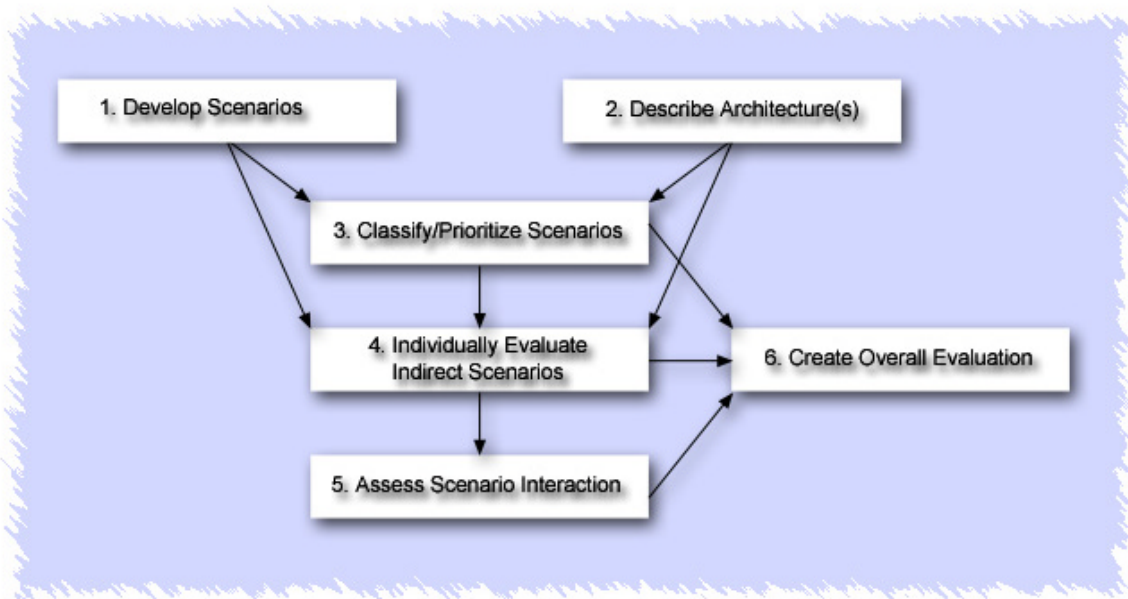 1. Develop Scenarios
2. Describe Architecture(s)
3. Classify/Prioritize Scenarios
4. Individually Evaluate
Indirect Scenarios
6. Create Overall Evaluation
5. Assess Scenario Interaction